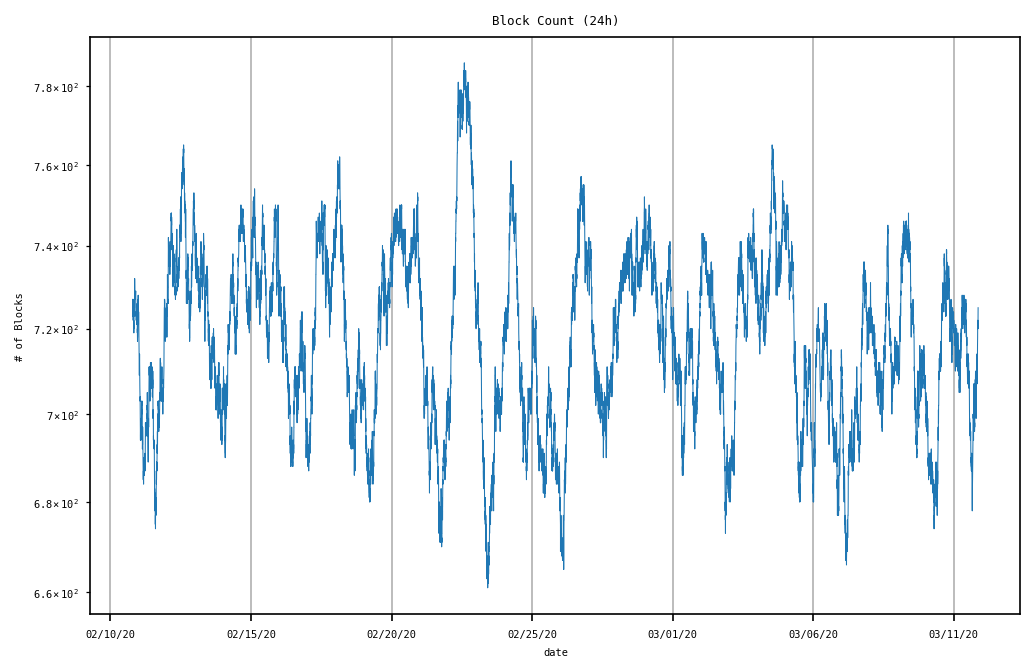 Block Count (24h)
7.8×10²
7.6×10²
7.4×10²
7.2×10²
7×10²
6.8×10²
6.6×10²
# of Blocks
02/10/20 02/15/20 02/20/20 02/25/20 03/01/20 03/06/20 03/11/20
date